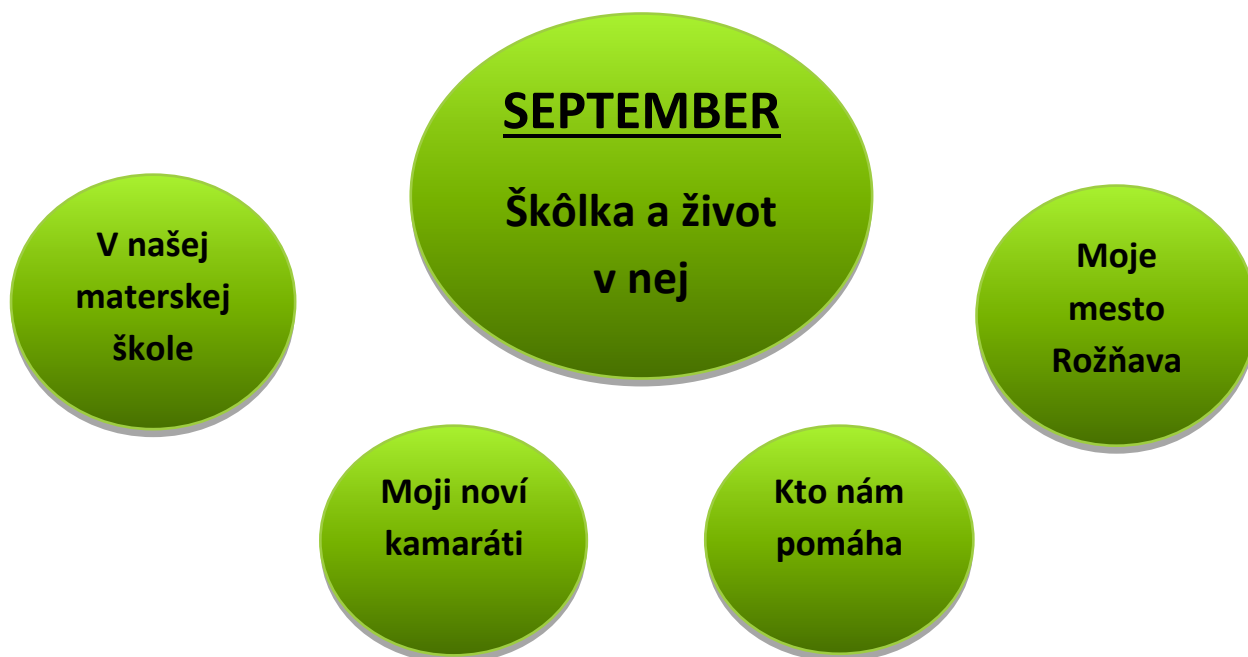 SEPTEMBER
Škôlka a život
v nej
V našej
materskej
škole
Moji noví
kamaráti
Kto nám
pomáha
Moje
mesto
Rožňava